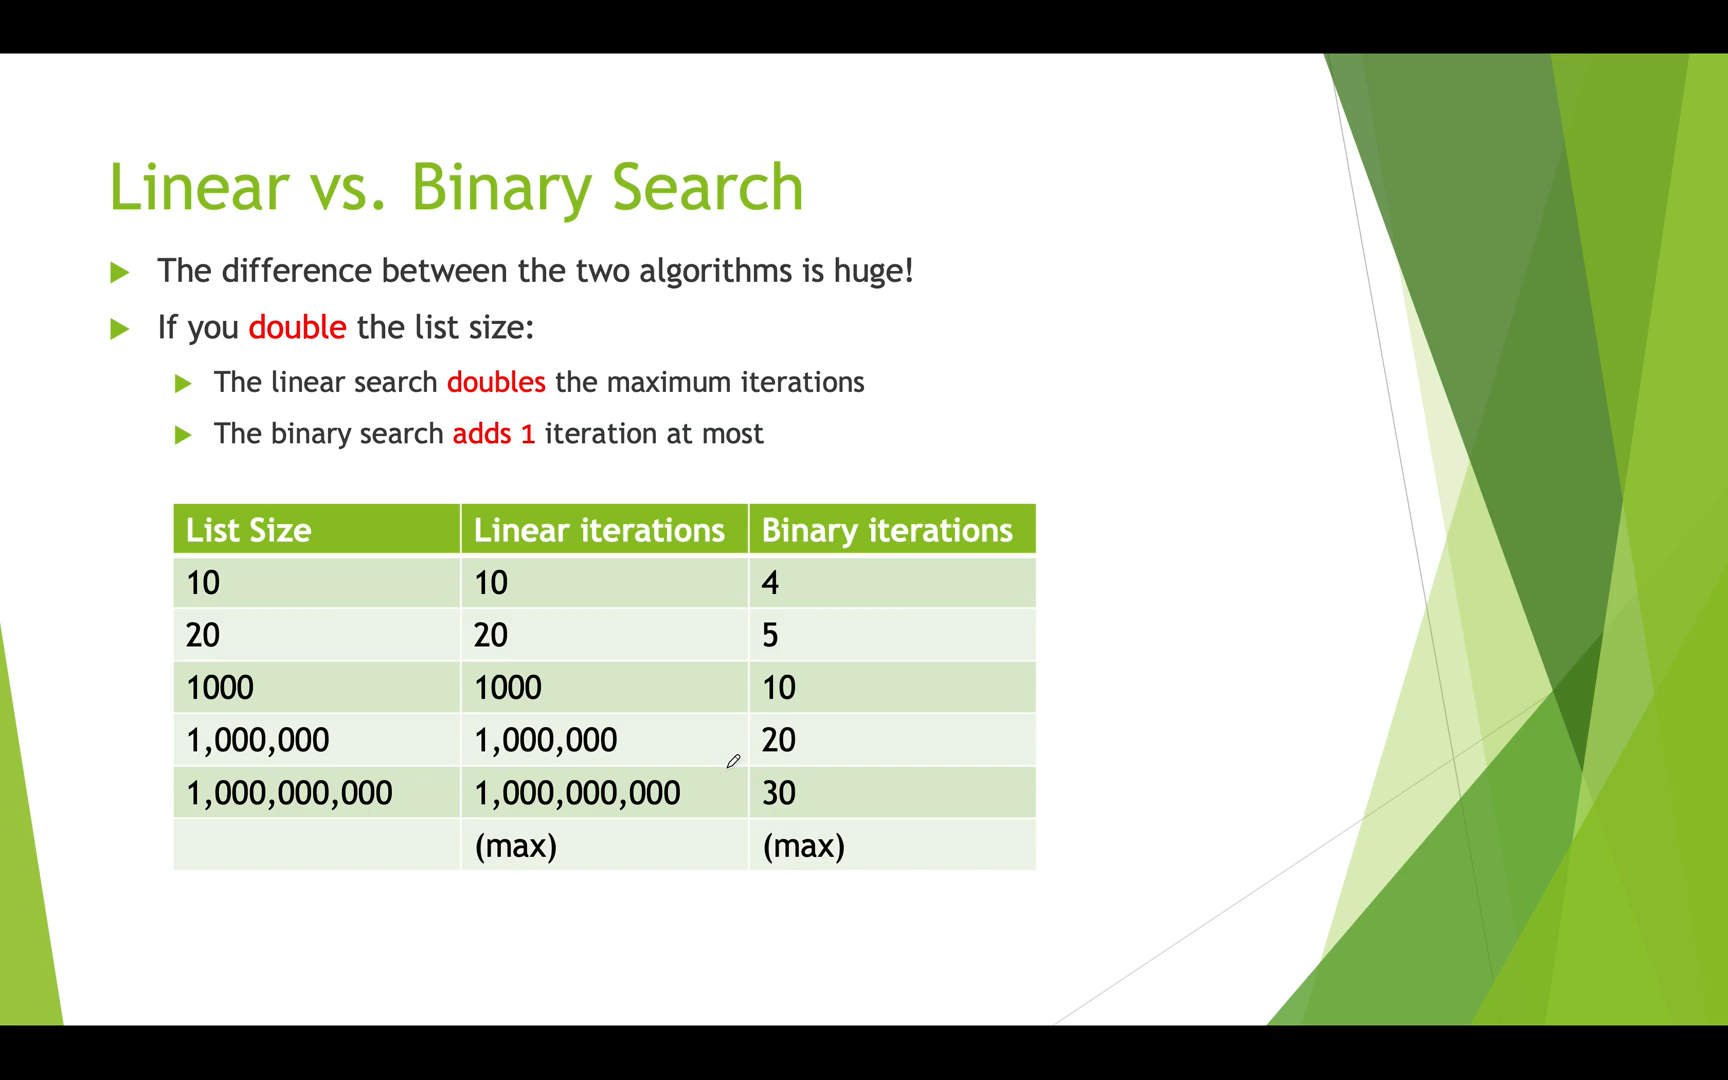 Linear vs. Binary Search
The difference between the two algorithms is huge!
If you double the list size:
The linear search doubles the maximum iterations
The binary search adds 1 iteration at most
List Size Linear iterations Binary iterations
10 10 4
20 20 5
1000 1000 10
1,000,000 1,000,000 20
1,000,000,000 1,000,000,000 30
(max) (max)